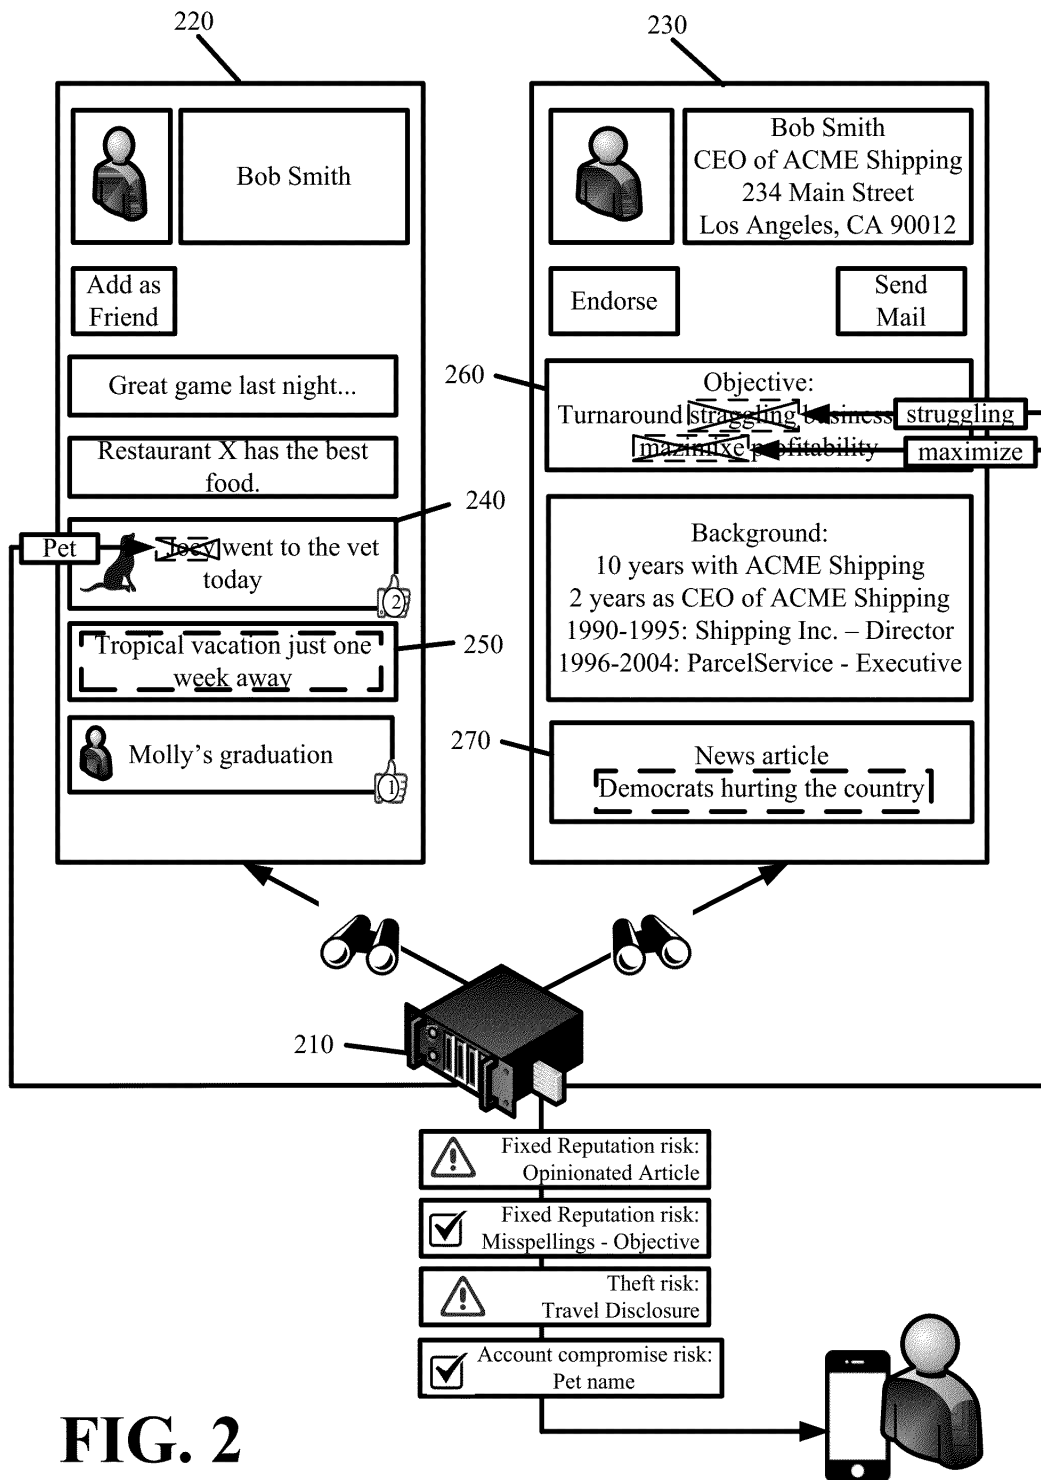 220
230
Bob Smith
Bob Smith
CEO of ACME Shipping
234 Main Street
Los Angeles, CA 90012
Add as
Friend
Endorse
Send
Mail
Great game last night...
Restaurant X has the best
food.
240
Pet
Joey went to the vet
today
2
Tropical vacation just one
week away
250
Molly's graduation
1
260
Objective:
Turnaround straggling business
struggling
mazimixe profitability
maximize
Background:
10 years with ACME Shipping
2 years as CEO of ACME Shipping
1990-1995: Shipping Inc. – Director
1996-2004: ParcelService - Executive
270
News article
Democrats hurting the country
210
Fixed Reputation risk:
Opinionated Article
Fixed Reputation risk:
Misspellings - Objective
Theft risk:
Travel Disclosure
Account compromise risk:
Pet name
FIG. 2